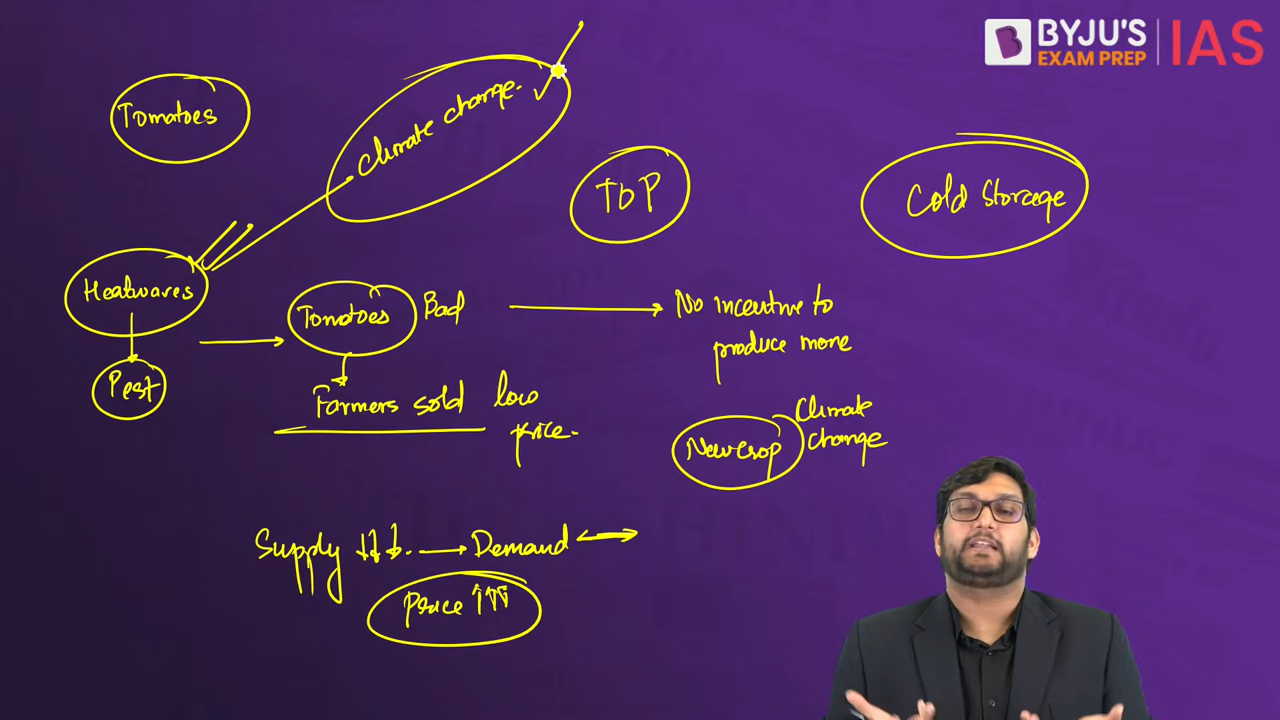 BYJU'S
EXAM PREP
IAS
Tomatoes
Climate change.
TOP
Cold Storage
Heatwaves
Pest
Tomatoes Bad
Farmers sold low
price.
No incentive to
produce more
New crop
Climate
change
Supply ↓↓↓. → Demand ↔
Price ↑↑↑